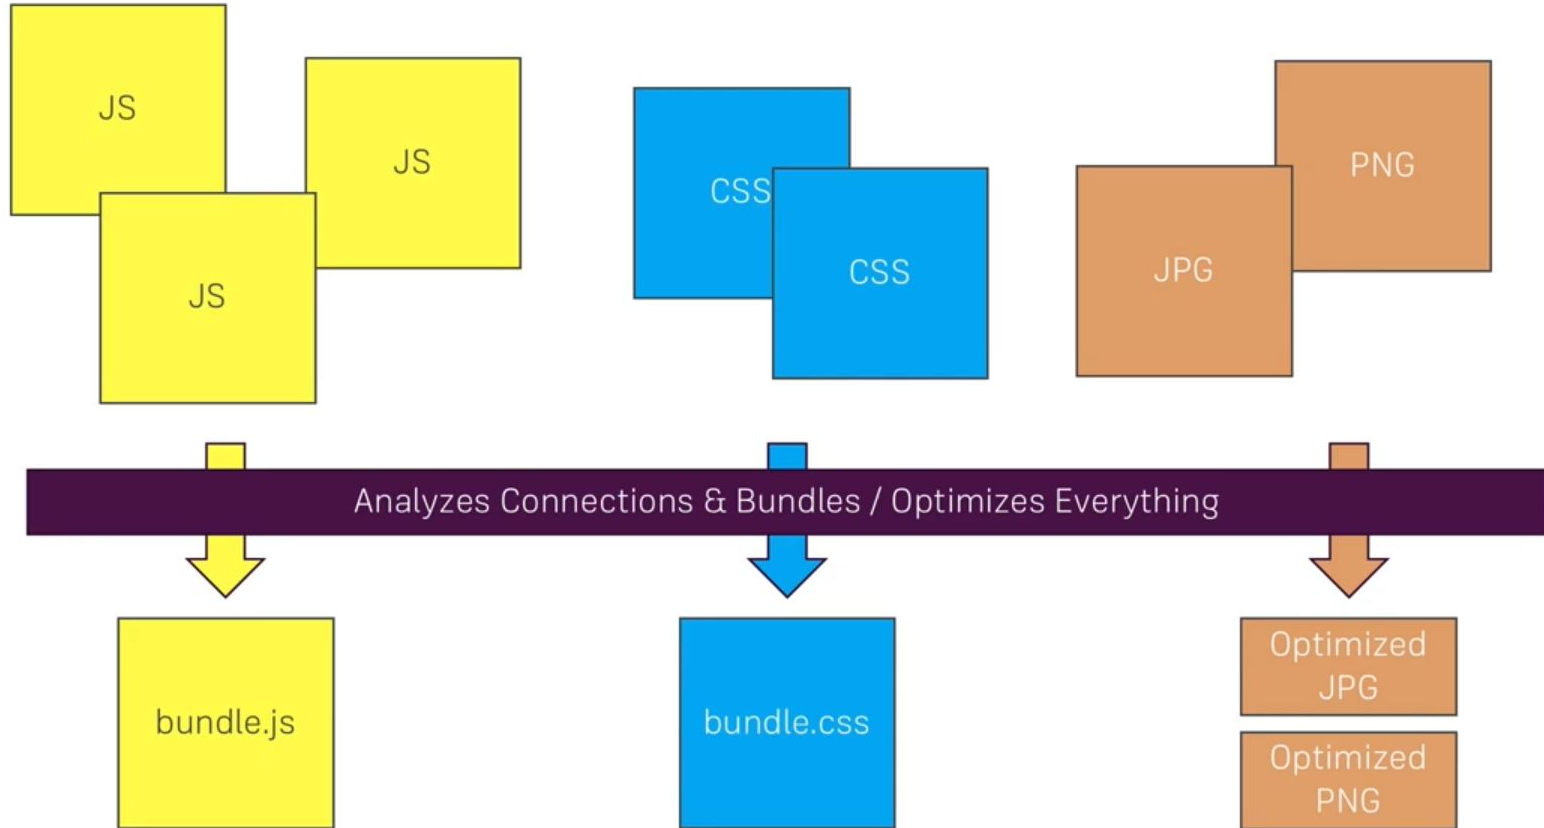 JS
JS
JS
CSS
CSS
PNG
JPG
Analyzes Connections & Bundles / Optimizes Everything
bundle.js
bundle.css
Optimized
JPG
Optimized
PNG